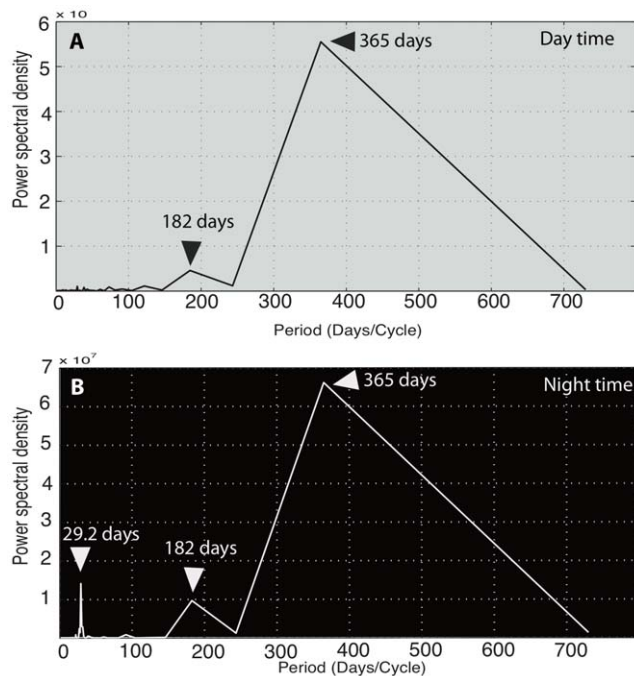 6 × 10
A
365 days
Day time
5
4
3
2
182 days
1
0 100 200 300 400 500 600 700
Period (Days/Cycle)
Power spectral density
7 × 10⁷
B
365 days
Night time
6
5
4
3
29.2 days
182 days
2
1
0 100 200 300 400 500 600 700
Period (Days/Cycle)
Power spectral density